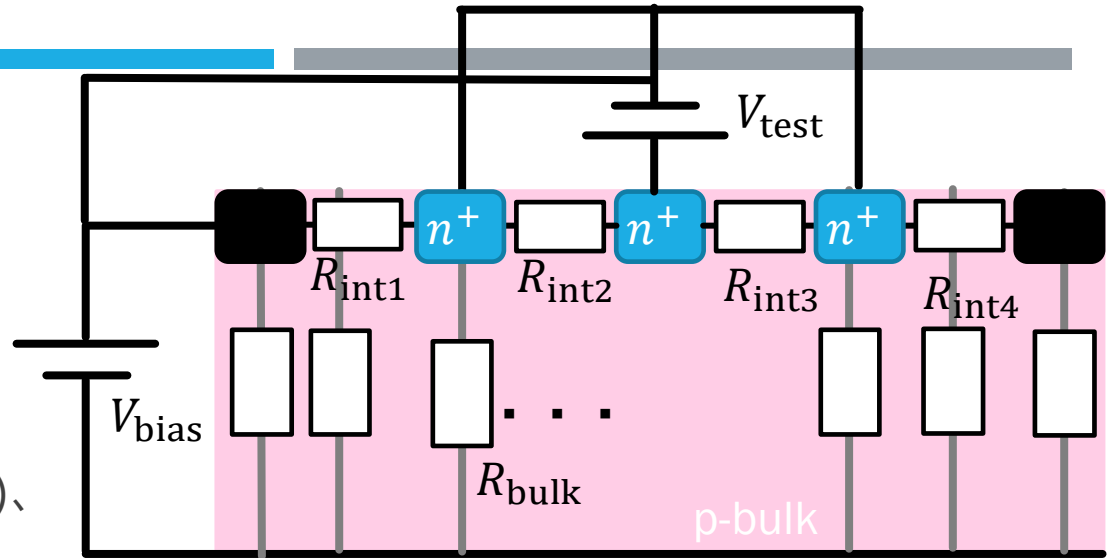 V_test
n⁺ n⁺ n⁺
R_int1 R_int2 R_int3 R_int4
V_bias
. . .
R_bulk
)、
p-bulk